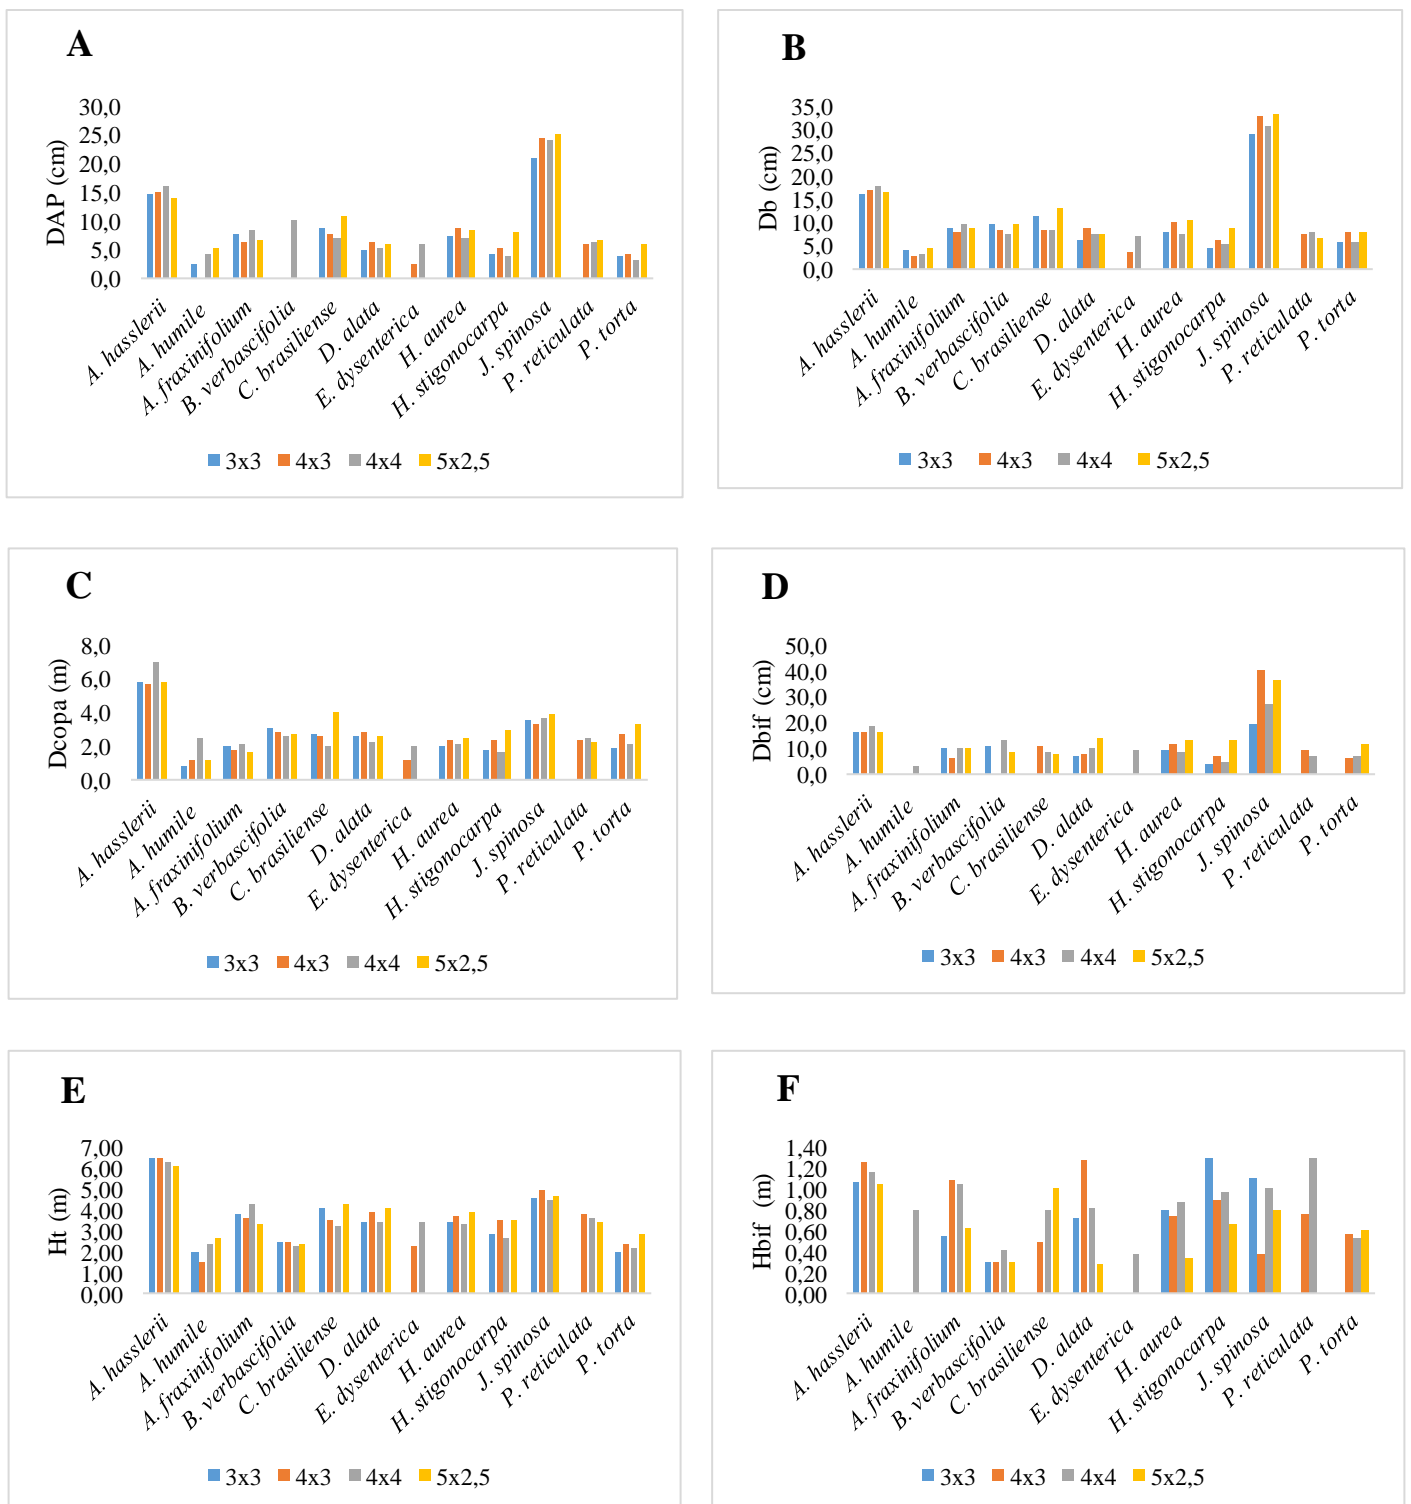 A
DAP (cm)
30,0
25,0
20,0
15,0
10,0
5,0
0,0
A. hasslerii
A. humile
A. fraxinifolium
B. verbascifolia
C. brasiliense
D. alata
E. dysenterica
H. aurea
H. stigonocarpa
J. spinosa
P. reticulata
P. torta
3x3 4x3 4x4 5x2,5
B
Db (cm)
35,0
30,0
25,0
20,0
15,0
10,0
5,0
0,0
A. hasslerii
A. humile
A. fraxinifolium
B. verbascifolia
C. brasiliense
D. alata
E. dysenterica
H. aurea
H. stigonocarpa
J. spinosa
P. reticulata
P. torta
3x3 4x3 4x4 5x2,5
C
Dcopa (m)
8,0
6,0
4,0
2,0
0,0
A. hasslerii
A. humile
A. fraxinifolium
B. verbascifolia
C. brasiliense
D. alata
E. dysenterica
H. aurea
H. stigonocarpa
J. spinosa
P. reticulata
P. torta
3x3 4x3 4x4 5x2,5
D
Dbif (cm)
50,0
40,0
30,0
20,0
10,0
0,0
A. hasslerii
A. humile
A. fraxinifolium
B. verbascifolia
C. brasiliense
D. alata
E. dysenterica
H. aurea
H. stigonocarpa
J. spinosa
P. reticulata
P. torta
3x3 4x3 4x4 5x2,5
E
Ht (m)
7,00
6,00
5,00
4,00
3,00
2,00
1,00
0,00
A. hasslerii
A. humile
A. fraxinifolium
B. verbascifolia
C. brasiliense
D. alata
E. dysenterica
H. aurea
H. stigonocarpa
J. spinosa
P. reticulata
P. torta
3x3 4x3 4x4 5x2,5
F
Hbif (m)
1,40
1,20
1,00
0,80
0,60
0,40
0,20
0,00
A. hasslerii
A. humile
A. fraxinifolium
B. verbascifolia
C. brasiliense
D. alata
E. dysenterica
H. aurea
H. stigonocarpa
J. spinosa
P. reticulata
P. torta
3x3 4x3 4x4 5x2,5